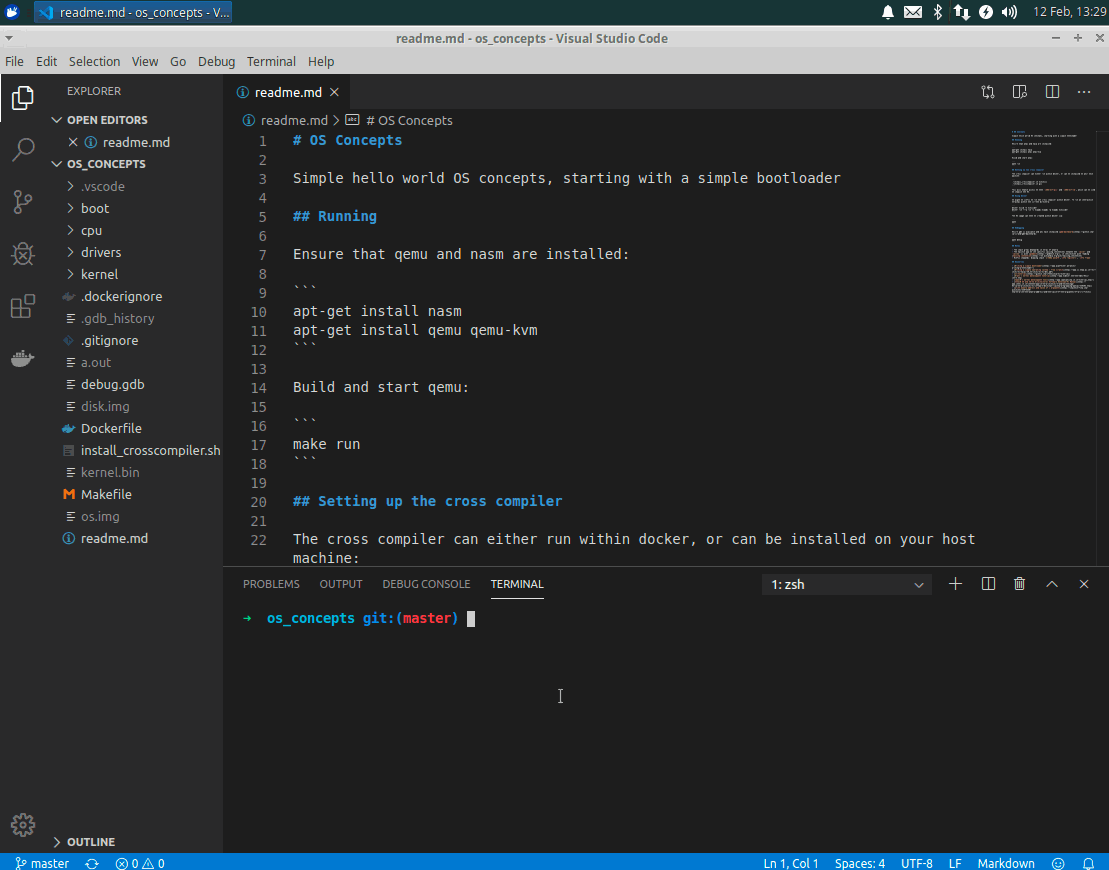 readme.md - os_concepts - V...
12 Feb, 13:29
readme.md - os_concepts - Visual Studio Code
File Edit Selection View Go Debug Terminal Help
EXPLORER
OPEN EDITORS
readme.md
OS_CONCEPTS
.vscode
boot
cpu
drivers
kernel
.dockerignore
.gdb_history
.gitignore
a.out
debug.gdb
disk.img
Dockerfile
install_crosscompiler.sh
kernel.bin
Makefile
os.img
readme.md
OUTLINE
readme.md
readme.md > # OS Concepts
1 # OS Concepts
2
3 Simple hello world OS concepts, starting with a simple bootloader
4
5 ## Running
6
7 Ensure that qemu and nasm are installed:
8
9 ```
10 apt-get install nasm
11 apt-get install qemu qemu-kvm
12 ```
13
14 Build and start qemu:
15
16 ```
17 make run
18 ```
19
20 ## Setting up the cross compiler
21
22 The cross compiler can either run within docker, or can be installed on your host
machine:
PROBLEMS OUTPUT DEBUG CONSOLE TERMINAL 1: zsh
➜ os_concepts git:(master)
master 0 0 Ln 1, Col 1 Spaces: 4 UTF-8 LF Markdown